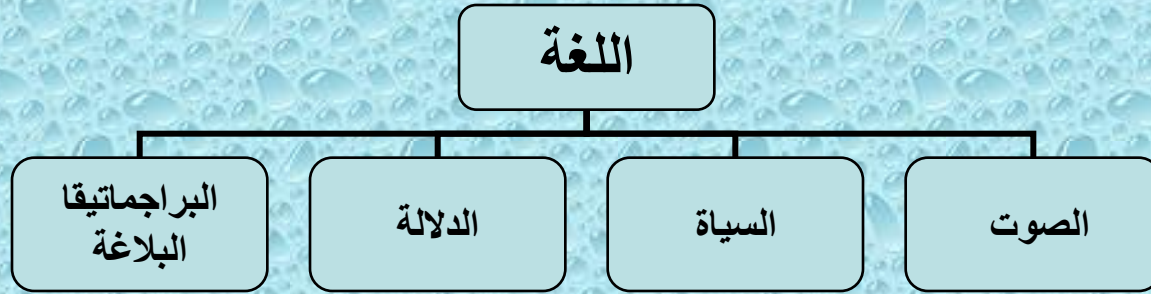 اللغة
الصوت
السياة
الدلالة
البراجماتيقا
البلاغة